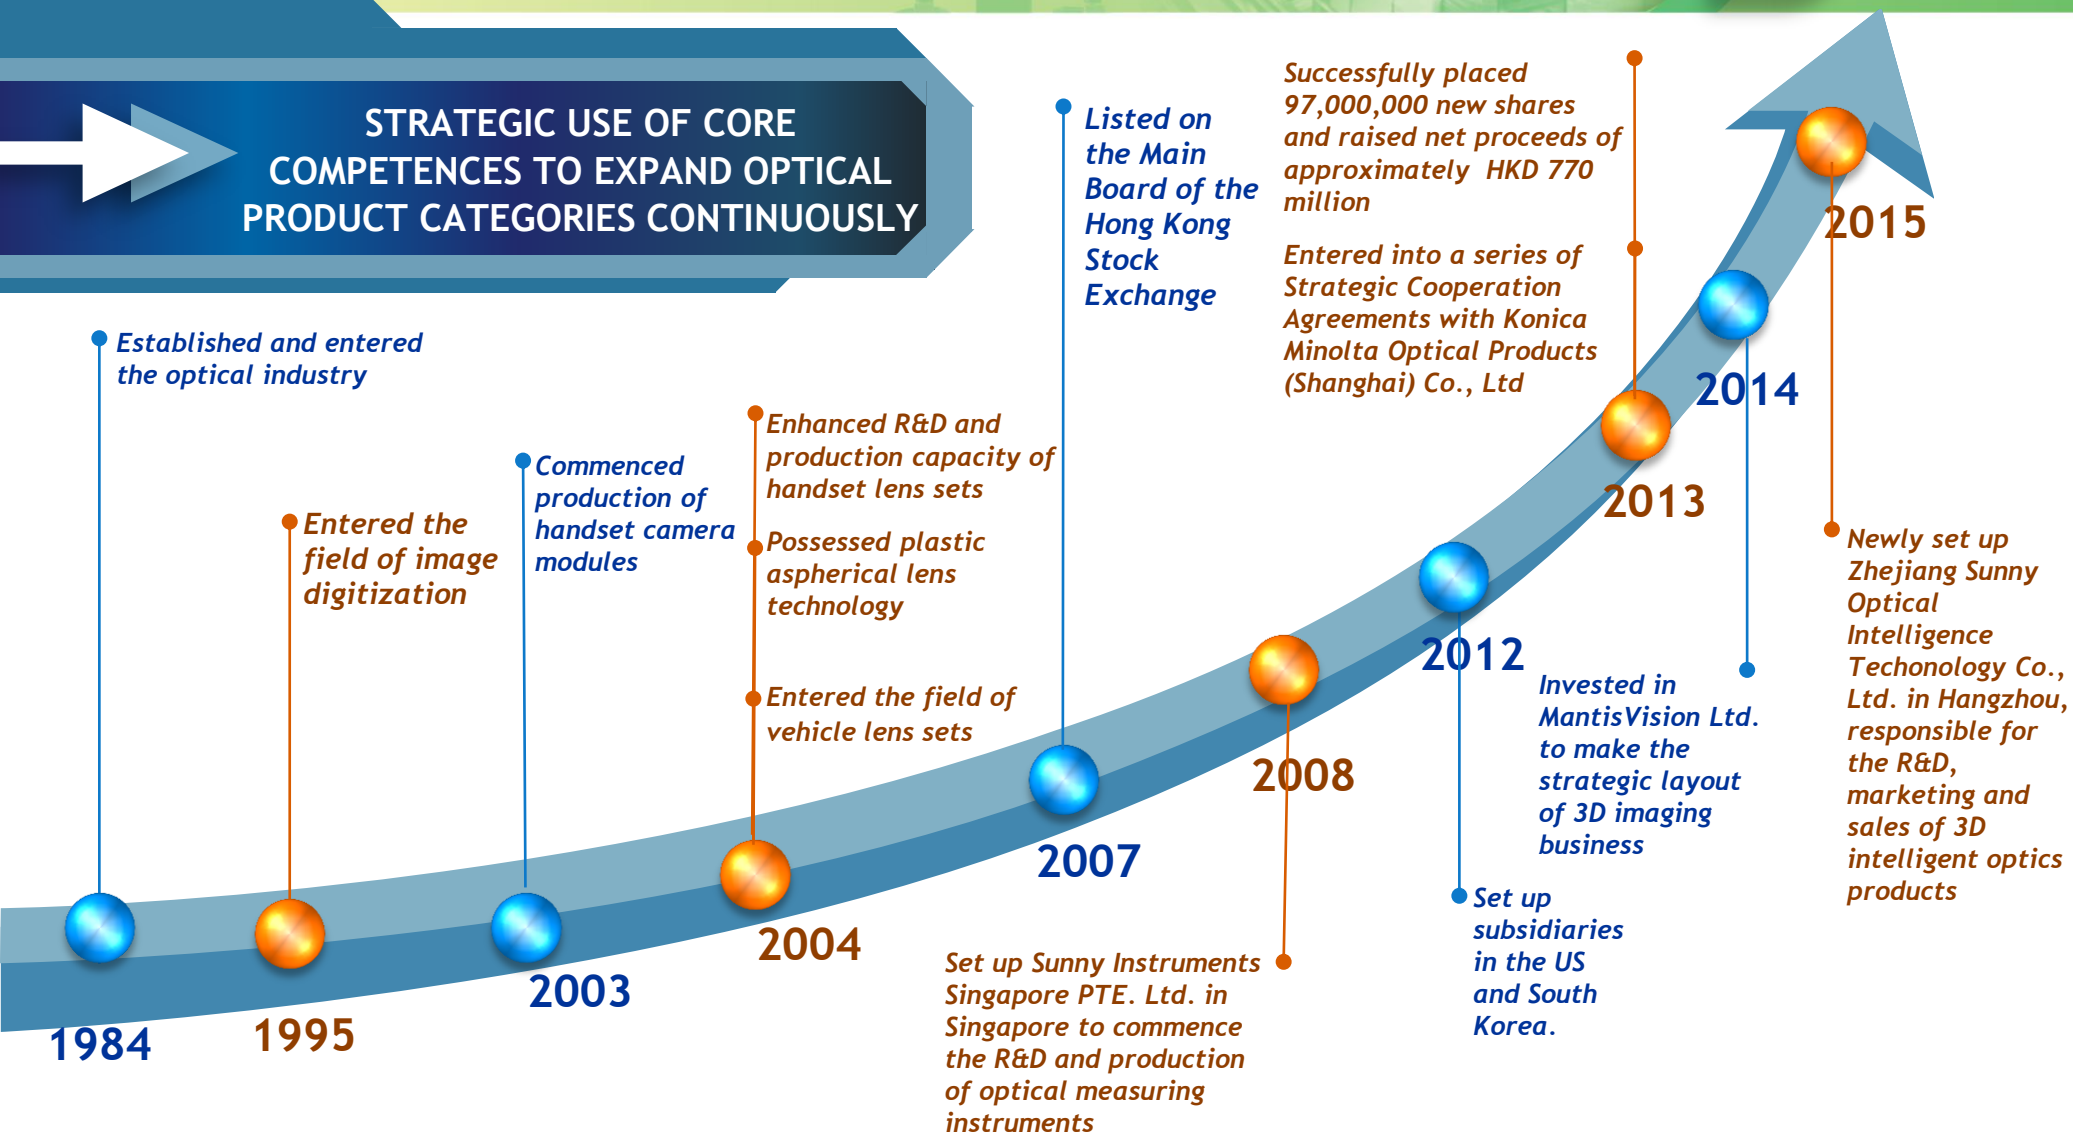 STRATEGIC USE OF CORE
COMPETENCES TO EXPAND OPTICAL
PRODUCT CATEGORIES CONTINUOUSLY
Established and entered
the optical industry
1984
Entered the
field of image
digitization
1995
Commenced
production of
handset camera
modules
2003
Enhanced R&D and
production capacity of
handset lens sets
Possessed plastic
aspherical lens
technology
Entered the field of
vehicle lens sets
2004
Listed on
the Main
Board of the
Hong Kong
Stock
Exchange
2007
2008
Set up Sunny Instruments
Singapore PTE. Ltd. in
Singapore to commence
the R&D and production
of optical measuring
instruments
2012
Set up
subsidiaries
in the US
and South
Korea.
Successfully placed
97,000,000 new shares
and raised net proceeds of
approximately HKD 770
million
Entered into a series of
Strategic Cooperation
Agreements with Konica
Minolta Optical Products
(Shanghai) Co., Ltd
2013
2014
Invested in
MantisVision Ltd.
to make the
strategic layout
of 3D imaging
business
2015
Newly set up
Zhejiang Sunny
Optical
Intelligence
Techonology Co.,
Ltd. in Hangzhou,
responsible for
the R&D,
marketing and
sales of 3D
intelligent optics
products